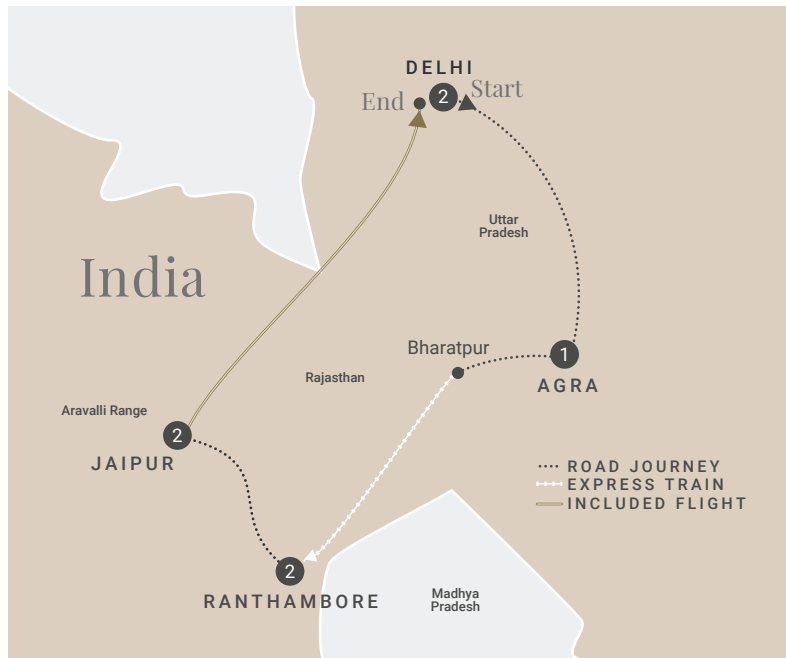 DELHI
End
2
Start
Uttar
Pradesh
India
Bharatpur
1
AGRA
Rajasthan
Aravalli Range
2
JAIPUR
ROAD JOURNEY
EXPRESS TRAIN
INCLUDED FLIGHT
2
RANTHAMBORE
Madhya
Pradesh